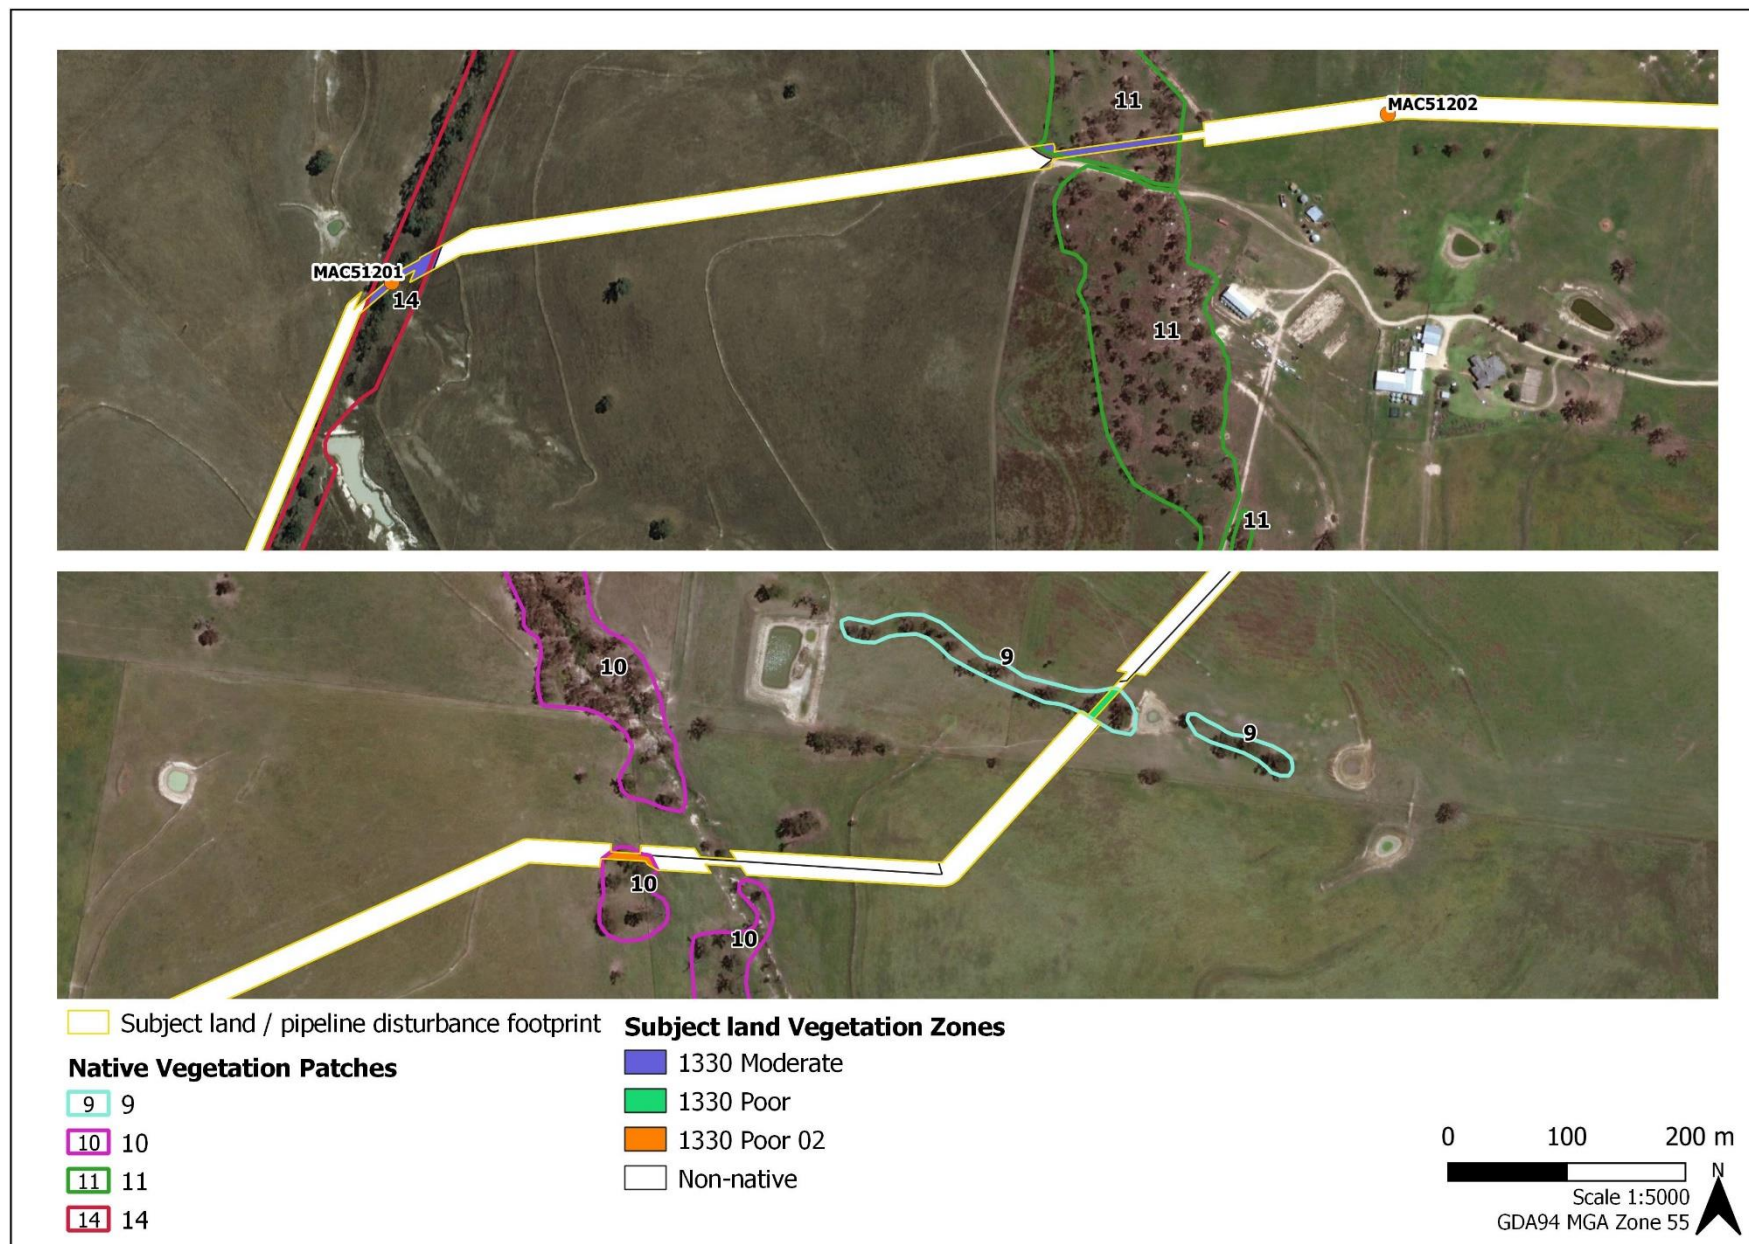 11
MAC51202
MAC51201
14
11
11
10
9
9
10
10
Subject land / pipeline disturbance footprint
Native Vegetation Patches
9 9
10 10
11 11
14 14
Subject land Vegetation Zones
1330 Moderate
1330 Poor
1330 Poor 02
Non-native
0 100 200 m
N
Scale 1:5000
GDA94 MGA Zone 55